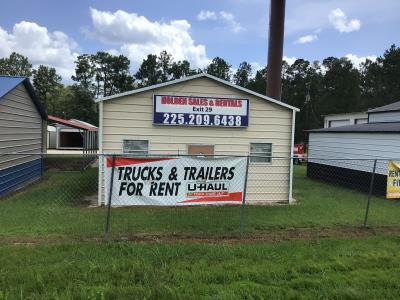 HOLDEN SALES & RENTALS
Exit 29
225.209.6438
TRUCKS & TRAILERS
FOR RENT U-HAUL